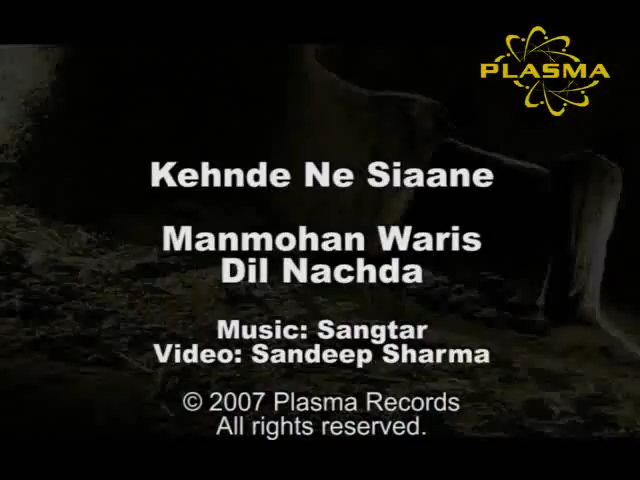 PLASMA
Kehnde Ne Siaane
Manmohan Waris
Dil Nachda
Music: Sangtar
Video: Sandeep Sharma
© 2007 Plasma Records
All rights reserved.